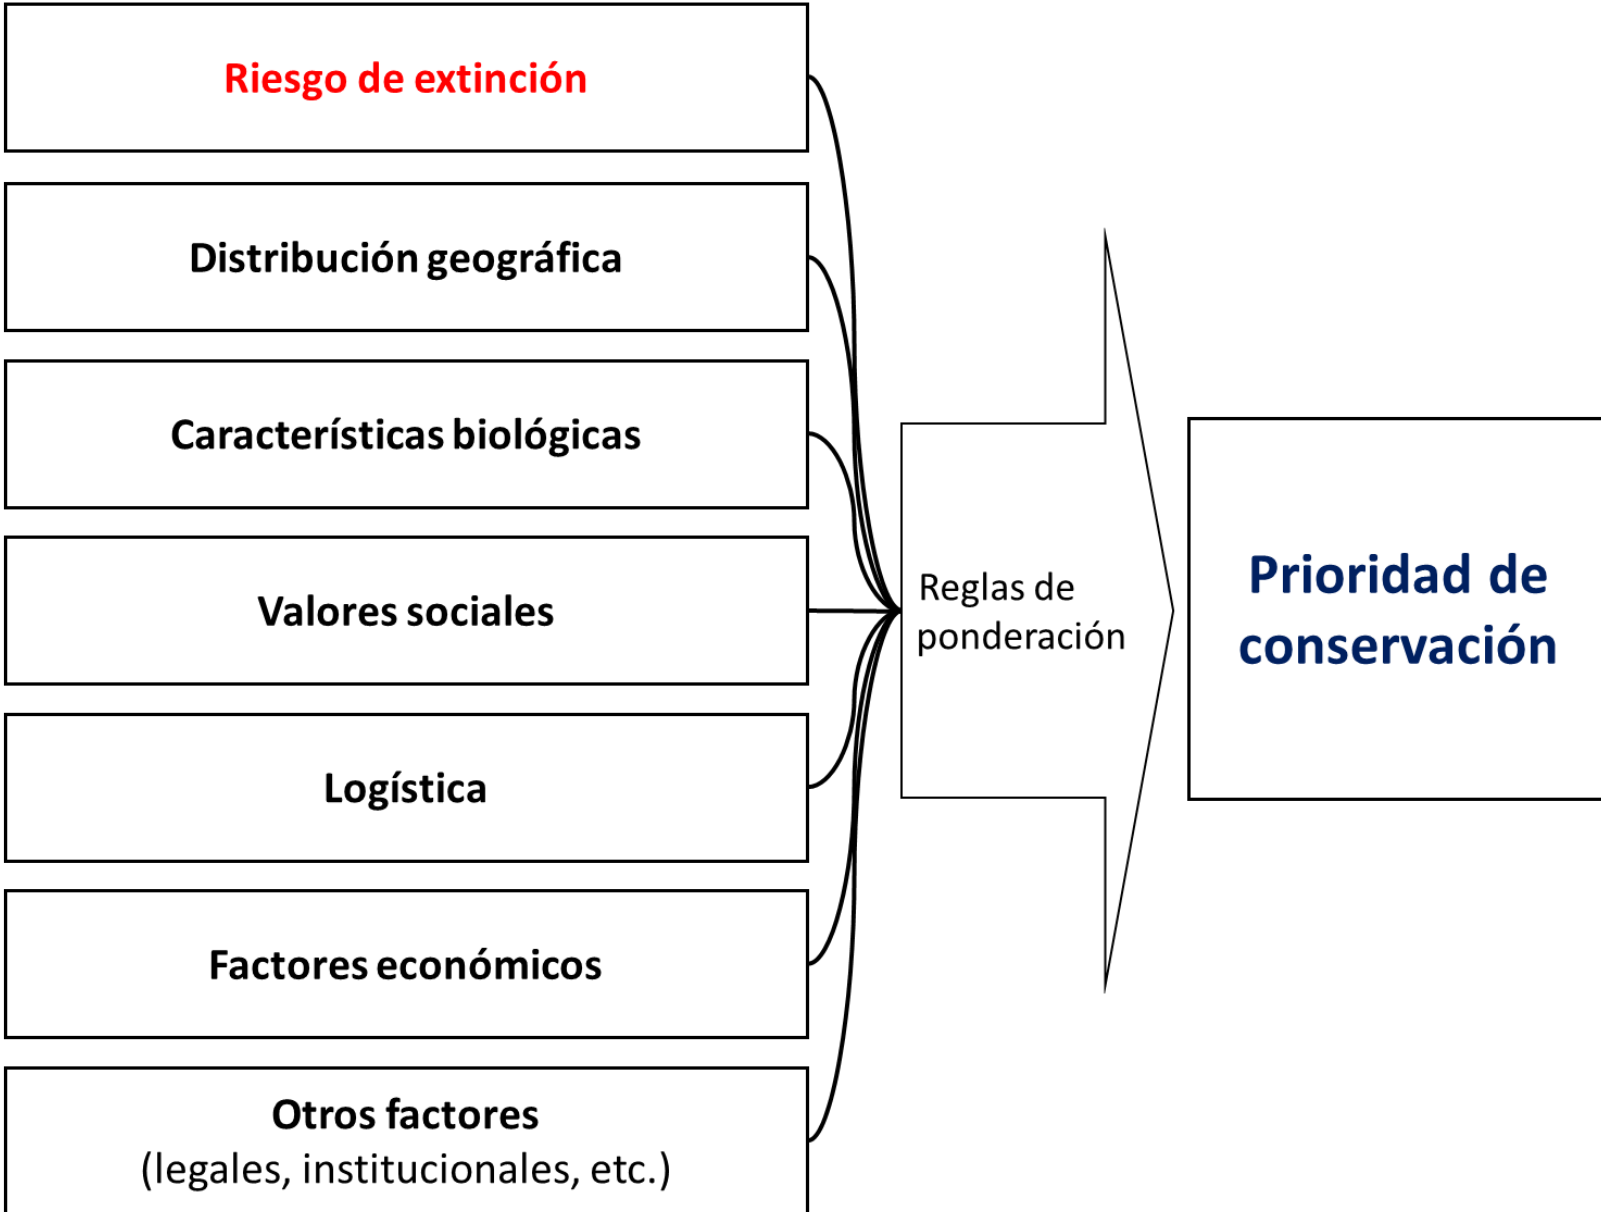 Riesgo de extinción
Distribución geográfica
Características biológicas
Valores sociales
Logística
Factores económicos
Otros factores
(legales, institucionales, etc.)
Reglas de
ponderación
Prioridad de
conservación